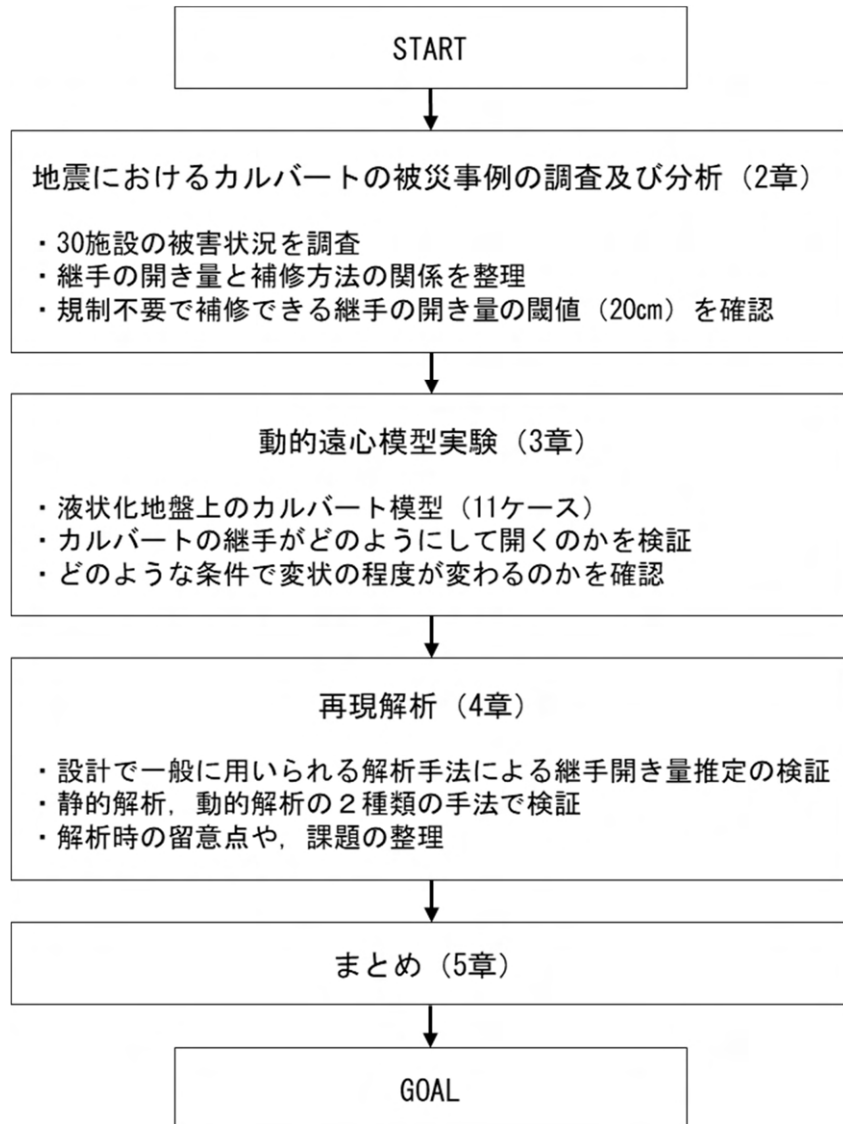 START
地震におけるカルバートの被災事例の調査及び分析（2章）
・30施設の被害状況を調査
・継手の開き量と補修方法の関係を整理
・規制不要で補修できる継手の開き量の閾値（20㎝）を確認
動的遠心模型実験（3章）
・液状化地盤上のカルバート模型（11ケース）
・カルバートの継手がどのようにして開くのかを検証
・どのような条件で変状の程度が変わるのかを確認
再現解析（4章）
・設計で一般に用いられる解析手法による継手開き量推定の検証
・静的解析，動的解析の２種類の手法で検証
・解析時の留意点や，課題の整理
まとめ（5章）
GOAL